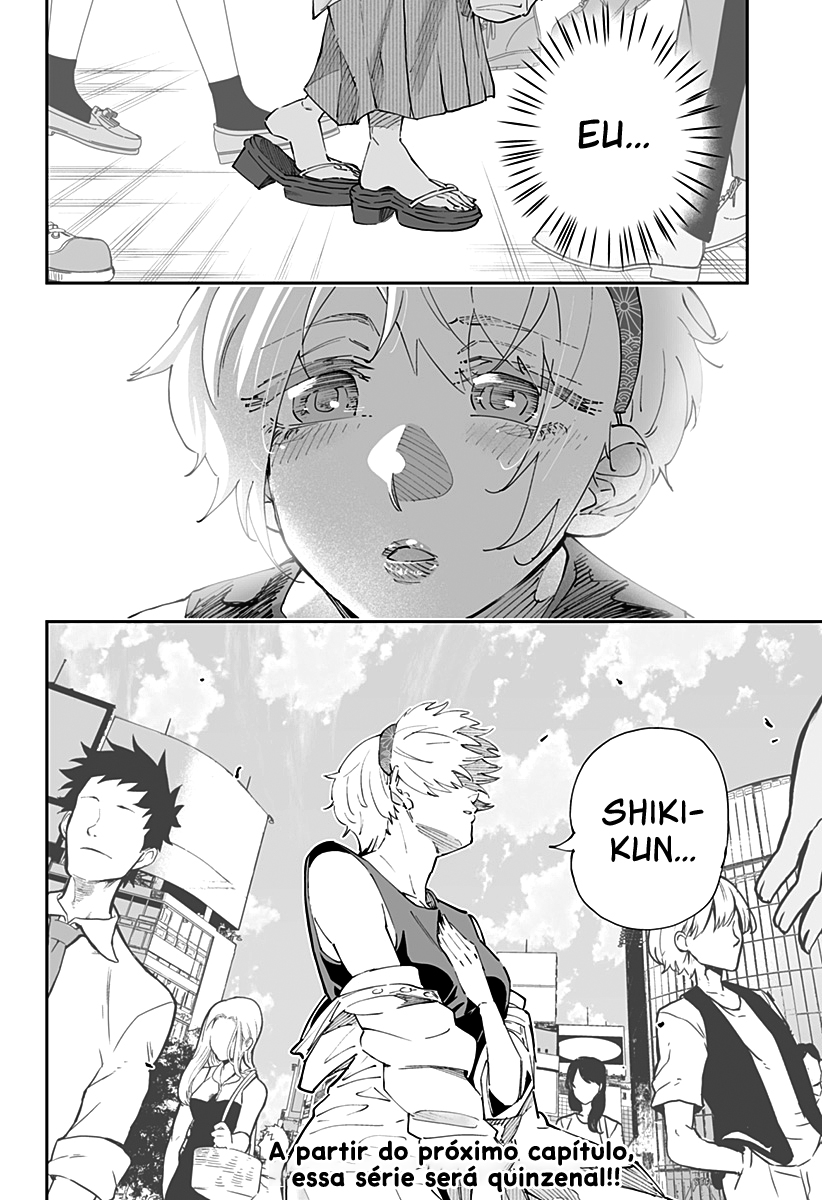 EU...
SHIKI-
KUN...
A partir do próximo capítulo,
essa série será quinzenal!!